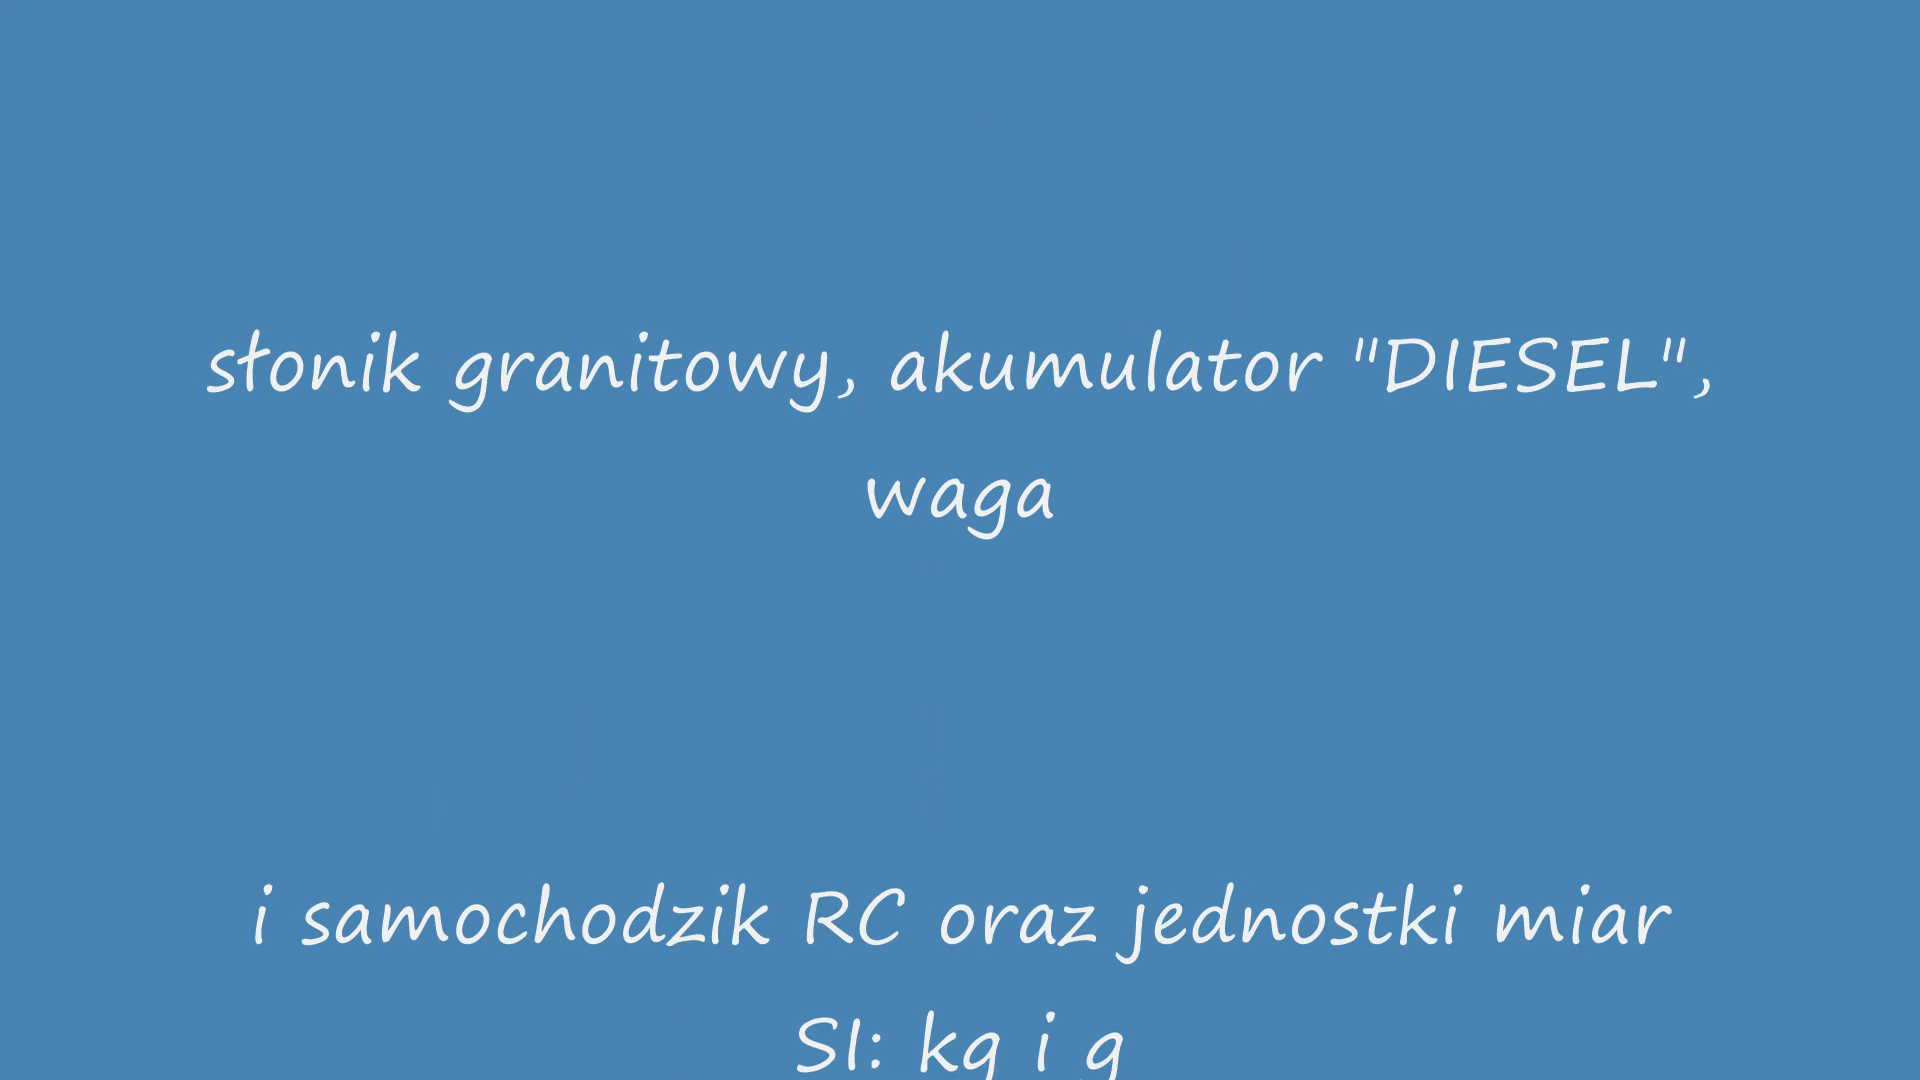 słonik granitowy, akumulator "DIESEL",
waga
i samochodzik RC oraz jednostki miar
SI: kg i g